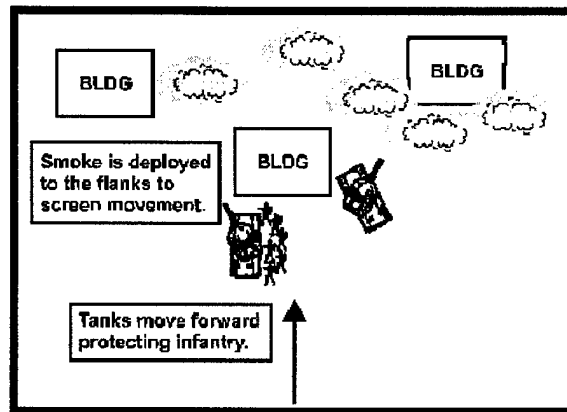 BLDG
BLDG
BLDG
Smoke is deployed
to the flanks to
screen movement.
Tanks move forward
protecting infantry.